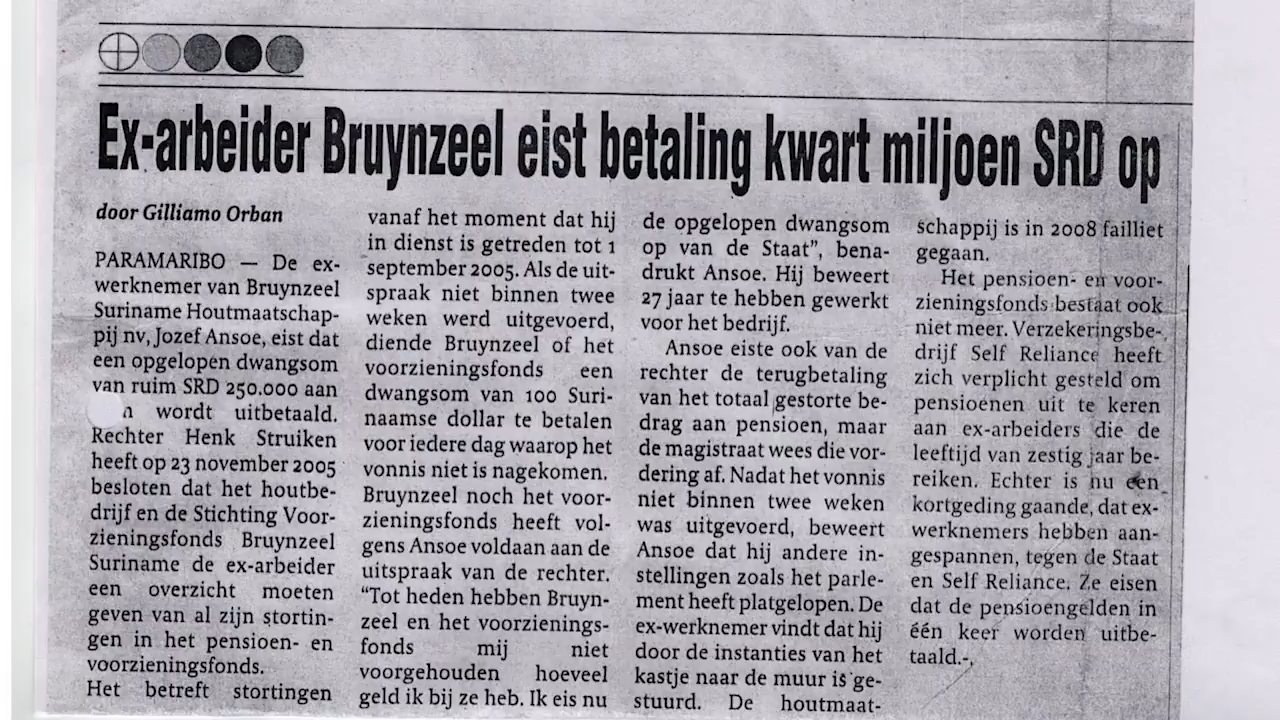 Ex-arbeider Bruynzeel eist betaling kwart miljoen SRD op
door Gilliamo Orban
PARAMARIBO — De ex-
werknemer van Bruynzeel
Suriname Houtmaatschap-
pij nv, Jozef Ansoe, eist dat
een opgelopen dwangsom
van ruim SRD 250.000 aan
wordt uitbetaald.
Rechter Henk Struiken
heeft op 23 november 2005
besloten dat het houtbe-
drijf en de Stichting Voor-
zieningsfonds Bruynzeel
Suriname de ex-arbeider
een overzicht moeten
geven van al zijn stortin-
gen in het pensioen- en
voorzieningsfonds.
Het betreft stortingen
vanaf het moment dat hij
in dienst is getreden tot 1
september 2005. Als de uit-
spraak niet binnen twee
weken werd uitgevoerd,
diende Bruynzeel of het
voorzieningsfonds een
dwangsom van 100 Suri-
naamse dollar te betalen
voor iedere dag waarop het
vonnis niet is nagekomen.
Bruynzeel noch het voor-
zieningsfonds heeft vol-
gens Ansoe voldaan aan de
uitspraak van de rechter.
“Tot heden hebben Bruyn-
zeel en het voorzienings-
fonds mij niet
voorgehouden hoeveel
geld ik bij ze heb. Ik eis nu
de opgelopen dwangsom
op van de Staat”, bena-
drukt Ansoe. Hij beweert
27 jaar te hebben gewerkt
voor het bedrijf.
Ansoe eiste ook van de
rechter de terugbetaling
van het totaal gestorte be-
drag aan pensioen, maar
de magistraat wees die vor-
dering af. Nadat het vonnis
niet binnen twee weken
was uitgevoerd, beweert
Ansoe dat hij andere in-
stellingen zoals het parle-
ment heeft platgelopen. De
ex-werknemer vindt dat hij
door de instanties van het
kastje naar de muur is ge-
stuurd. De houtmaat-
schappij is in 2008 failliet
gegaan.
Het pensioen- en voor-
zieningsfonds bestaat ook
niet meer. Verzekeringsbe-
drijf Self Reliance heeft
zich verplicht gesteld om
pensioenen uit te keren
aan ex-arbeiders die de
leeftijd van zestig jaar be-
reiken. Echter is nu een
kortgeding gaande, dat ex-
werknemers hebben aan-
gespannen, tegen de Staat
en Self Reliance. Ze eisen
dat de pensioengelden in
één keer worden uitbe-
taald.-.